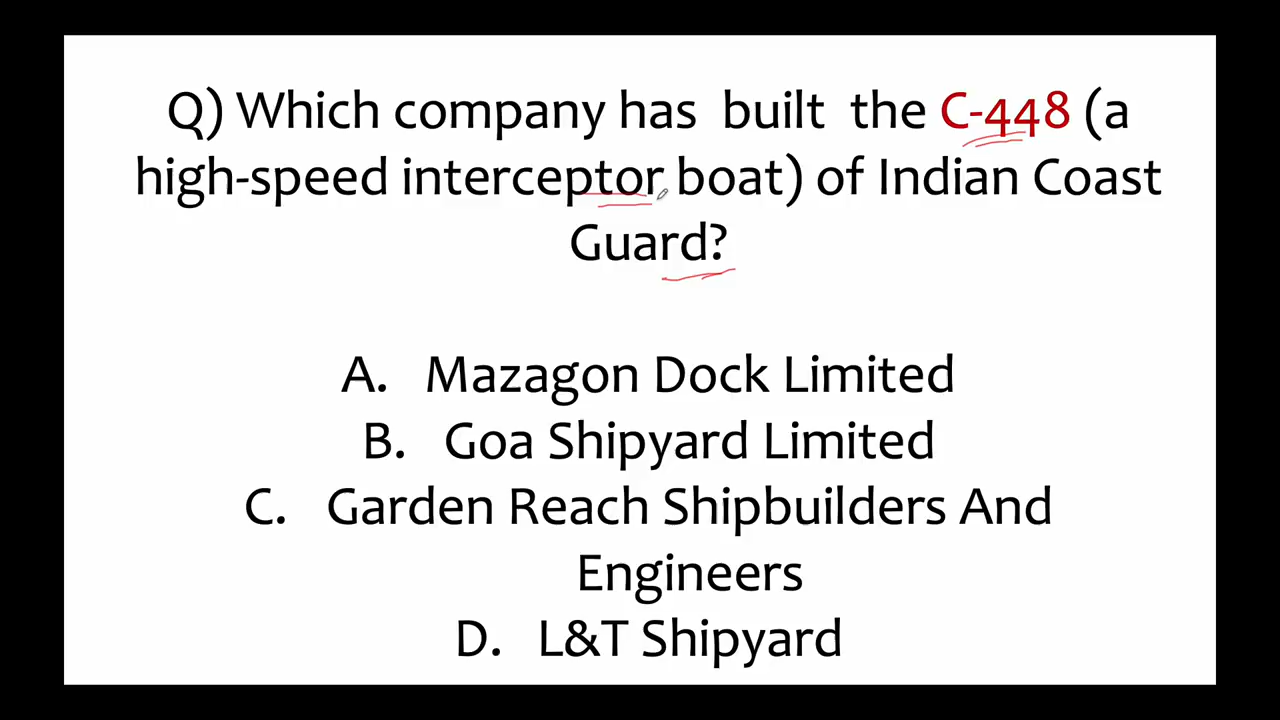 Q) Which company has built the C-448 (a
high-speed interceptor boat) of Indian Coast
Guard?
A. Mazagon Dock Limited
B. Goa Shipyard Limited
C. Garden Reach Shipbuilders And
Engineers
D. L&T Shipyard